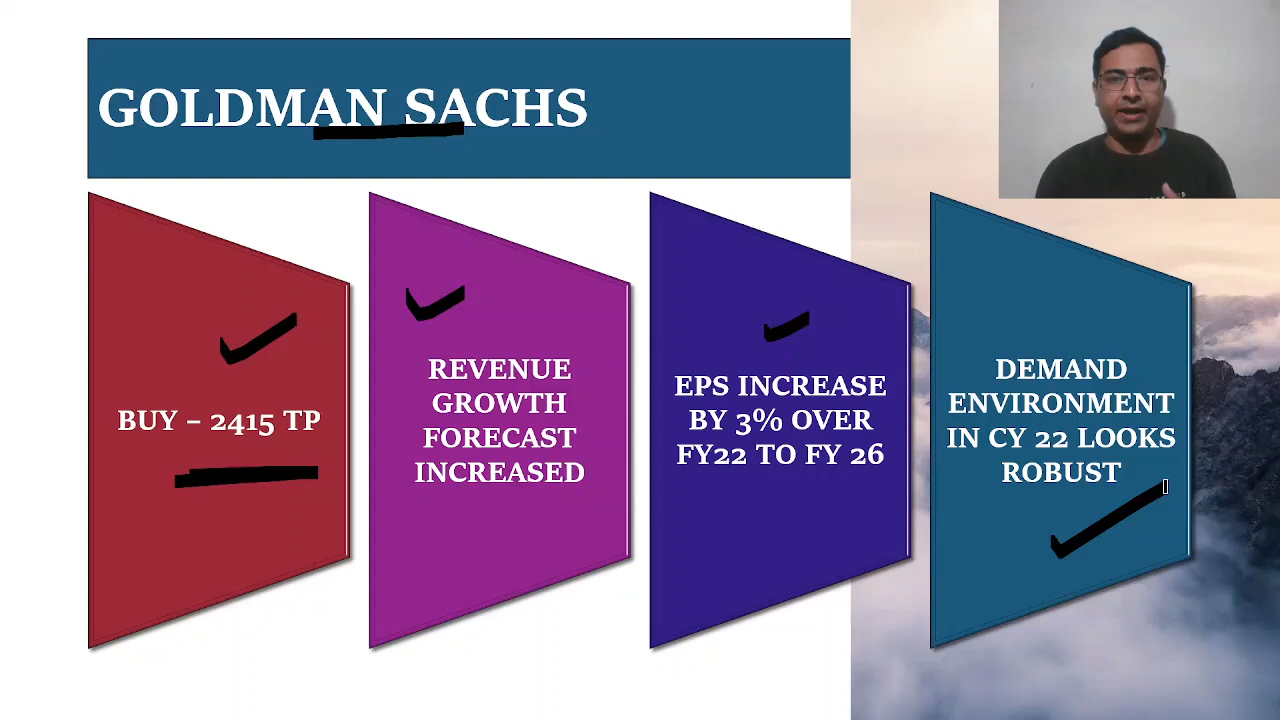 GOLDMAN SACHS
BUY – 2415 TP
REVENUE
GROWTH
FORECAST
INCREASED
EPS INCREASE
BY 3% OVER
FY22 TO FY 26
DEMAND
ENVIRONMENT
IN CY 22 LOOKS
ROBUST